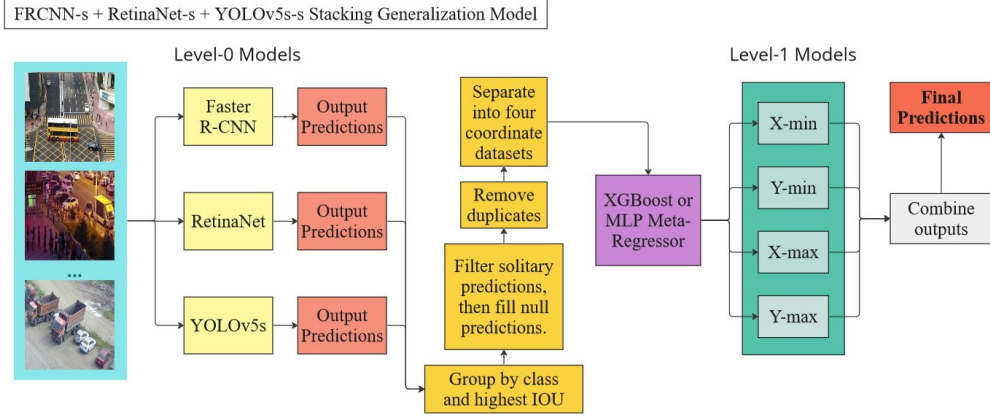 FRCNN-s + RetinaNet-s + YOLOv5s-s Stacking Generalization Model
Level-0 Models
Level-1 Models
Faster
R-CNN
Output
Predictions
RetinaNet
Output
Predictions
YOLOv5s
Output
Predictions
...
Group by class
and highest IOU
Filter solitary
predictions,
then fill null
predictions.
Remove
duplicates
Separate
into four
coordinate
datasets
XGBoost or
MLP Meta-
Regressor
X-min
Y-min
X-max
Y-max
Combine
outputs
Final
Predictions